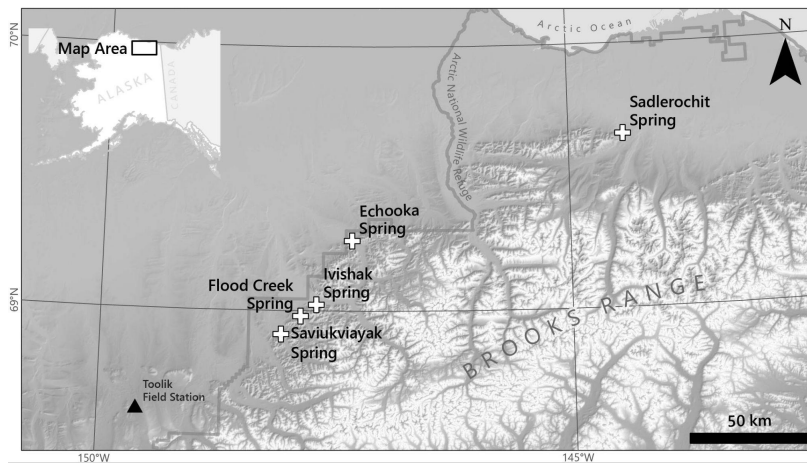 70°N
Map Area
ALASKA
CANADA
Arctic Ocean
N
Arctic National Wildlife Refuge
Sadlerochit
Spring
Echooka
Spring
Ivishak
Spring
Flood Creek
Spring
69°N
Saviukviayak
Spring
BROOKS RANGE
Toolik
Field Station
50 km
150°W
145°W